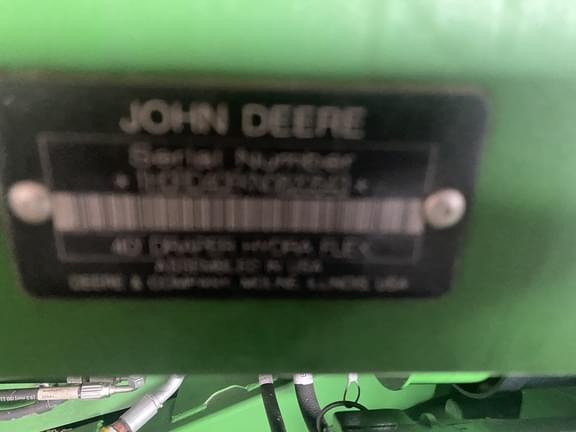 JOHN DEERE
Serial Number
DRAPER HYDRA FLEX
ASSEMBLED IN USA
DEERE & COMPANY, MOLINE, ILLINOIS, USA